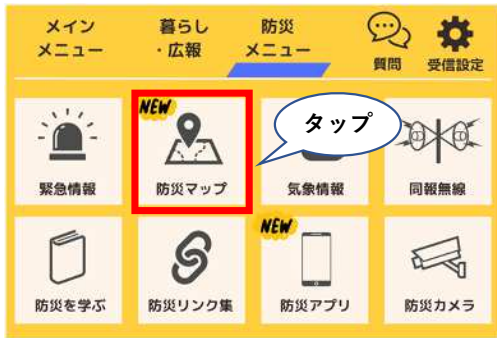 メイン
メニュー
暮らし
・広報
防災
メニュー
質問
受信設定
NEW
タップ
緊急情報
防災マップ
気象情報
同報無線
NEW
防災を学ぶ
防災リンク集
防災アプリ
防災カメラ